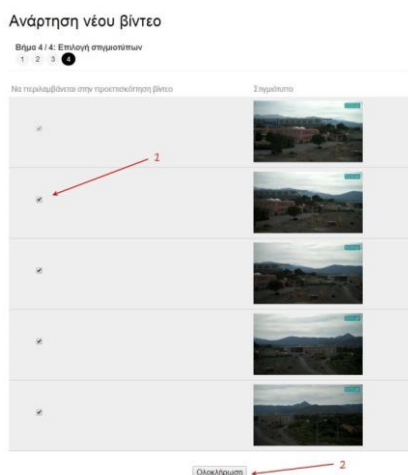 Ανάρτηση νέου βίντεο
Βήμα 4 / 4: Επιλογή στιγμιοτύπων
1 2 3 4
Να περιλαμβάνεται στην προεπισκόπηση βίντεο Στιγμιότυπο
1
Ολοκλήρωση
2